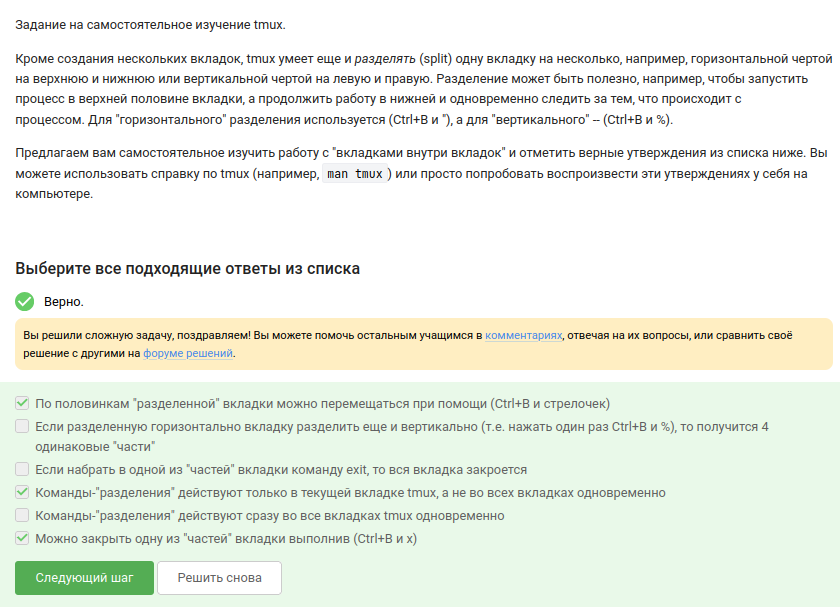 Задание на самостоятельное изучение tmux.
Кроме создания нескольких вкладок, tmux умеет еще и разделять (split) одну вкладку на несколько, например, горизонтальной чертой
на верхнюю и нижнюю или вертикальной чертой на левую и правую. Разделение может быть полезно, например, чтобы запустить
процесс в верхней половине вкладки, а продолжить работу в нижней и одновременно следить за тем, что происходит с
процессом. Для "горизонтального" разделения используется (Ctrl+B и "), а для "вертикального" -- (Ctrl+B и %).
Предлагаем вам самостоятельное изучить работу с "вкладками внутри вкладок" и отметить верные утверждения из списка ниже. Вы
можете использовать справку по tmux (например, man tmux ) или просто попробовать воспроизвести эти утверждениях у себя на
компьютере.
Выберите все подходящие ответы из списка
Верно.
Вы решили сложную задачу, поздравляем! Вы можете помочь остальным учащимся в комментариях, отвечая на их вопросы, или сравнить своё
решение с другими на форуме решений.
По половинкам "разделенной" вкладки можно перемещаться при помощи (Ctrl+B и стрелочек)
Если разделенную горизонтально вкладку разделить еще и вертикально (т.е. нажать один раз Ctrl+B и %), то получится 4
одинаковые "части"
Если набрать в одной из "частей" вкладки команду exit, то вся вкладка закроется
Команды-"разделения" действуют только в текущей вкладке tmux, а не во всех вкладках одновременно
Команды-"разделения" действуют сразу во все вкладках tmux одновременно
Можно закрыть одну из "частей" вкладки выполнив (Ctrl+B и x)
Следующий шаг
Решить снова